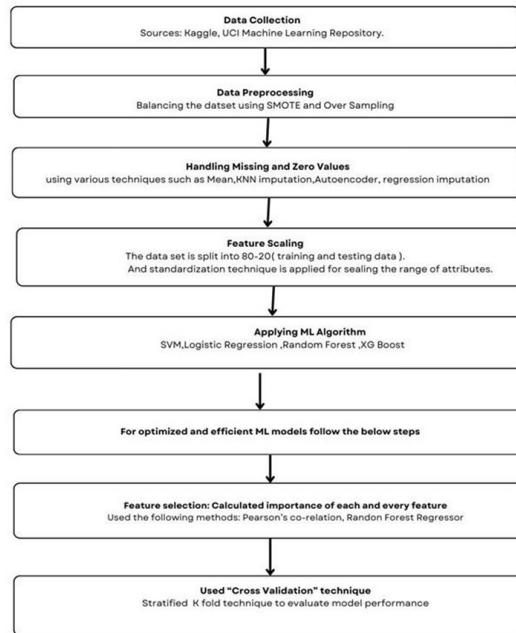 Data Collection
Sources: Kaggle, UCI Machine Learning Repository.
Data Preprocessing
Balancing the datset using SMOTE and Over Sampling
Handling Missing and Zero Values
using various techniques such as Mean,KNN imputation,Autoencoder, regression imputation
Feature Scaling
The data set is split into 80-20( training and testing data ).
And standardization technique is applied for sealing the range of attributes.
Applying ML Algorithm
SVM,Logistic Regression ,Random Forest ,XG Boost
For optimized and efficient ML models follow the below steps
Feature selection: Calculated importance of each and every feature
Used the following methods: Pearson's co-relation, Randon Forest Regressor
Used "Cross Validation" technique
Stratified K fold technique to evaluate model performance